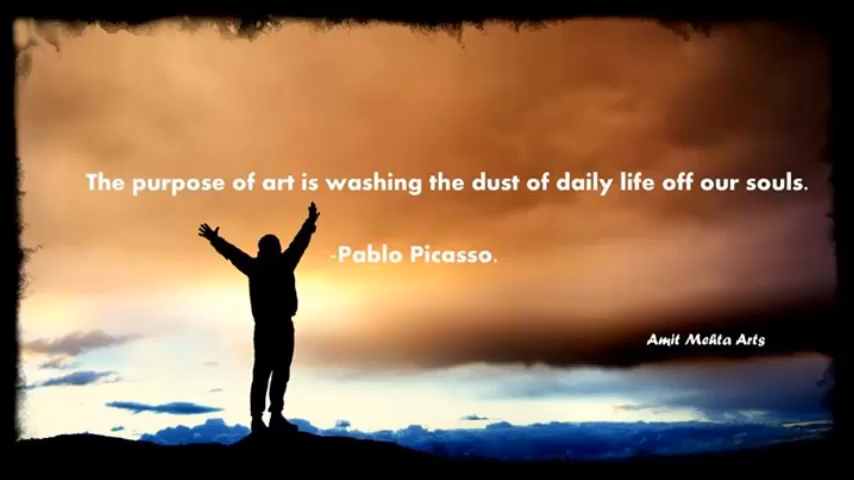 The purpose of art is washing the dust of daily life off our souls.
-Pablo Picasso.
Amit Mehta Arts